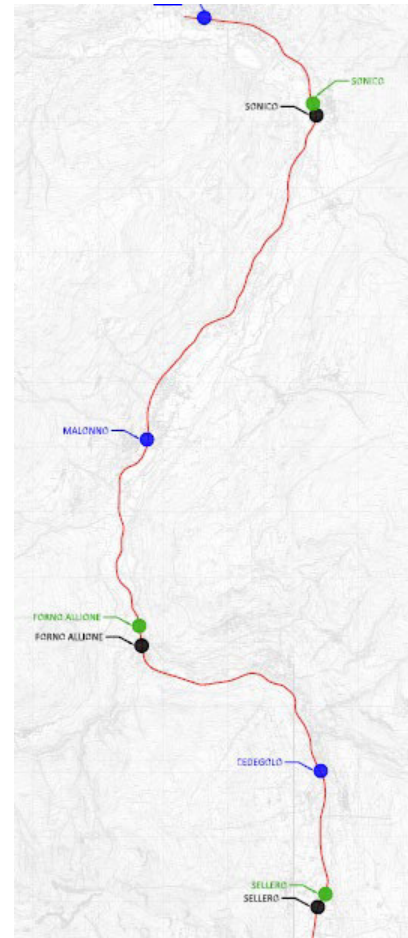 SONICO
SONICO
MALONNO
FORNO ALLIONE
FORNO ALLIONE
CEDEGOLO
SELLERO
SELLERO